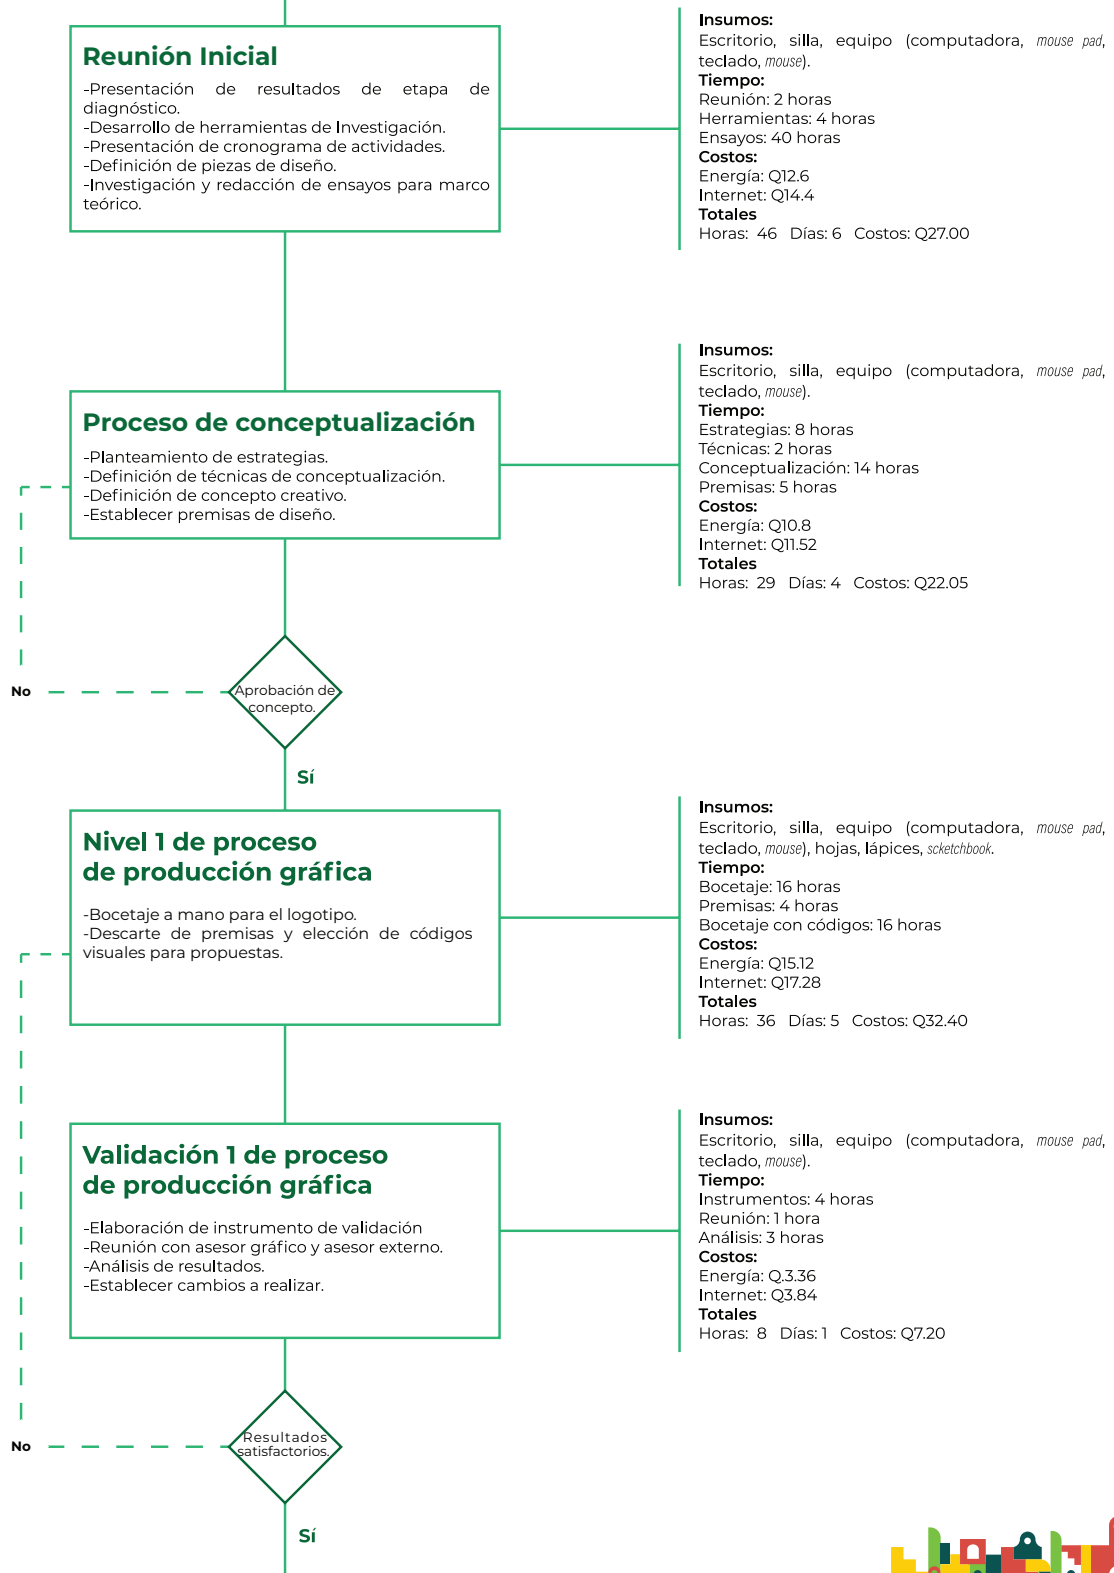 Reunión Inicial
-Presentación de resultados de etapa de
diagnóstico.
-Desarrollo de herramientas de Investigación.
-Presentación de cronograma de actividades.
-Definición de piezas de diseño.
-Investigación y redacción de ensayos para marco
teórico.
Insumos:
Escritorio, silla, equipo (computadora, mouse pad,
teclado, mouse).
Tiempo:
Reunión: 2 horas
Herramientas: 4 horas
Ensayos: 40 horas
Costos:
Energía: Q12.6
Internet: Q14.4
Totales
Horas: 46 Días: 6 Costos: Q27.00
Proceso de conceptualización
-Planteamiento de estrategias.
-Definición de técnicas de conceptualización.
-Definición de concepto creativo.
-Establecer premisas de diseño.
Insumos:
Escritorio, silla, equipo (computadora, mouse pad,
teclado, mouse).
Tiempo:
Estrategias: 8 horas
Técnicas: 2 horas
Conceptualización: 14 horas
Premisas: 5 horas
Costos:
Energía: Q10.8
Internet: Q11.52
Totales
Horas: 29 Días: 4 Costos: Q22.05
No
Aprobación de
concepto.
Sí
Nivel 1 de proceso
de producción gráfica
-Bocetaje a mano para el logotipo.
-Descarte de premisas y elección de códigos
visuales para propuestas.
Insumos:
Escritorio, silla, equipo (computadora, mouse pad,
teclado, mouse), hojas, lápices, scketchbook.
Tiempo:
Bocetaje: 16 horas
Premisas: 4 horas
Bocetaje con códigos: 16 horas
Costos:
Energía: Q15.12
Internet: Q17.28
Totales
Horas: 36 Días: 5 Costos: Q32.40
Validación 1 de proceso
de producción gráfica
-Elaboración de instrumento de validación
-Reunión con asesor gráfico y asesor externo.
-Análisis de resultados.
-Establecer cambios a realizar.
Insumos:
Escritorio, silla, equipo (computadora, mouse pad,
teclado, mouse).
Tiempo:
Instrumentos: 4 horas
Reunión: 1 hora
Análisis: 3 horas
Costos:
Energía: Q.3.36
Internet: Q3.84
Totales
Horas: 8 Días: 1 Costos: Q7.20
No
Resultados
satisfactorios.
Sí